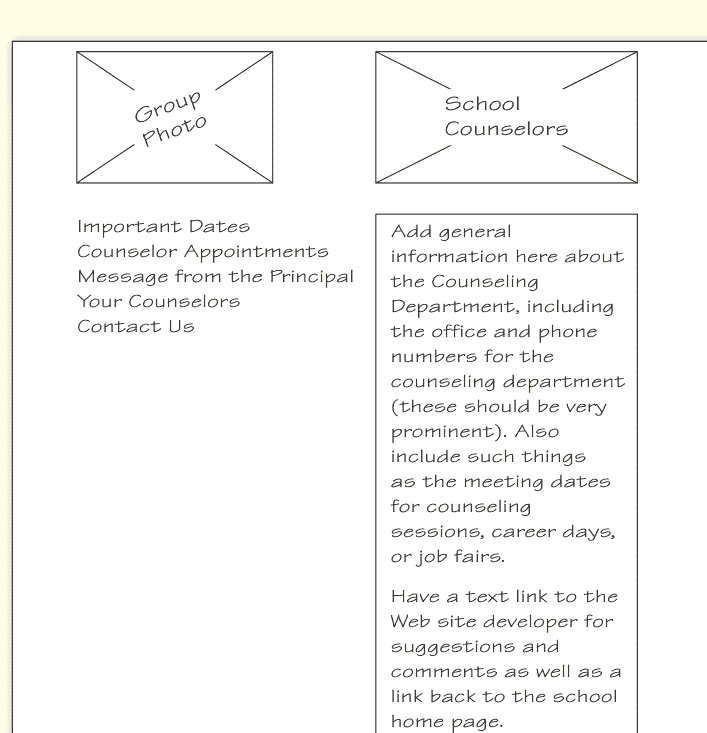 Group
Photo
School
Counselors
Important Dates
Counselor Appointments
Message from the Principal
Your Counselors
Contact Us
Add general
information here about
the Counseling
Department, including
the office and phone
numbers for the
counseling department
(these should be very
prominent). Also
include such things
as the meeting dates
for counseling
sessions, career days,
or job fairs.
Have a text link to the
Web site developer for
suggestions and
comments as well as a
link back to the school
home page.